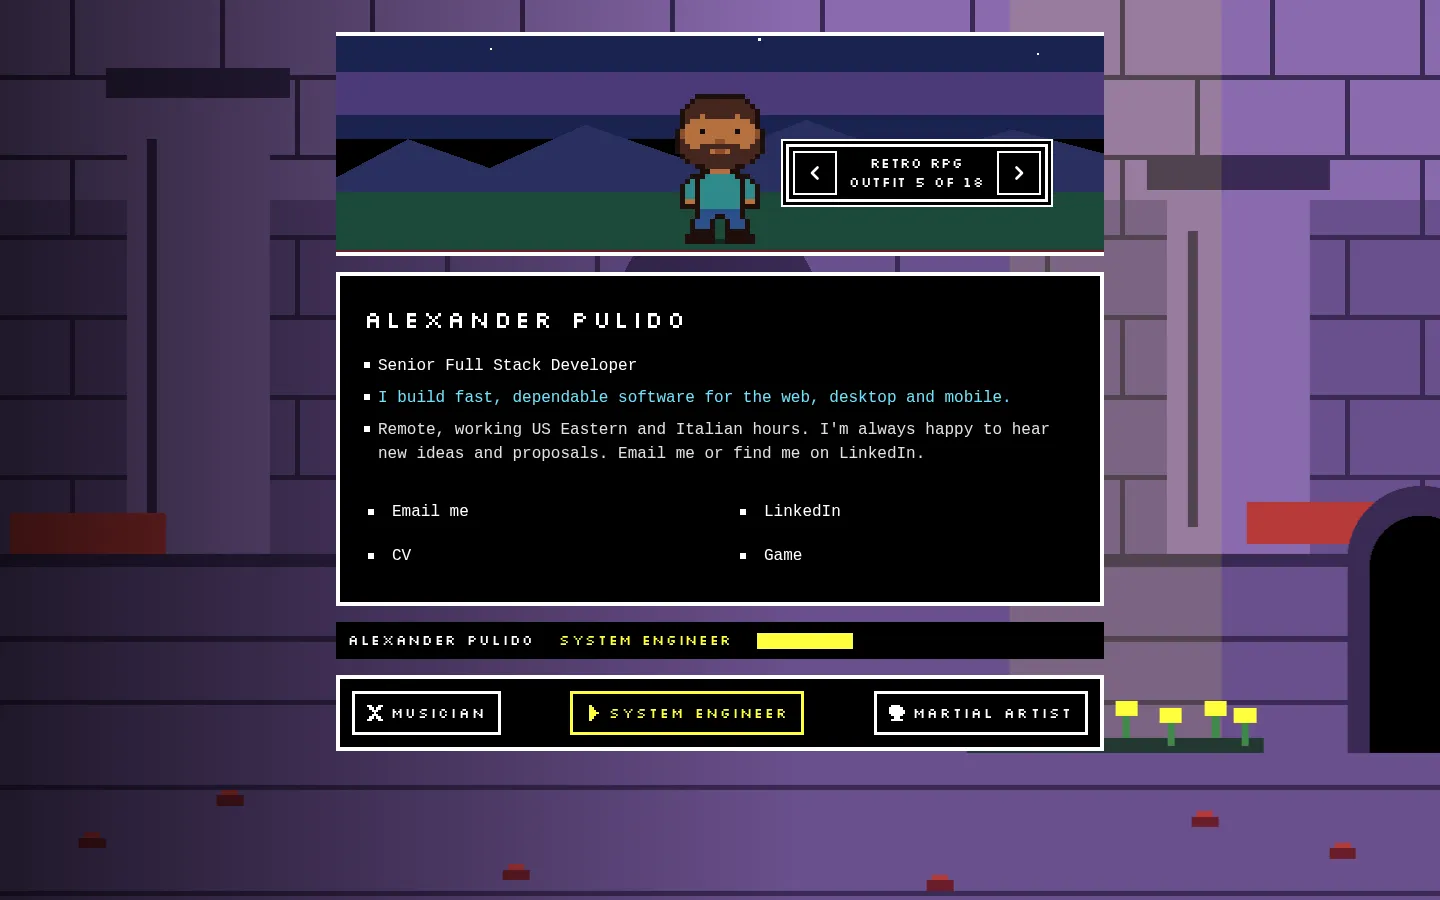 RETRO RPG
OUTFIT 5 OF 18
ALEXANDER PULIDO
Senior Full Stack Developer
I build fast, dependable software for the web, desktop and mobile.
Remote, working US Eastern and Italian hours. I'm always happy to hear
new ideas and proposals. Email me or find me on LinkedIn.
Email me
LinkedIn
CV
Game
ALEXANDER PULIDO SYSTEM ENGINEER
MUSICIAN
SYSTEM ENGINEER
MARTIAL ARTIST